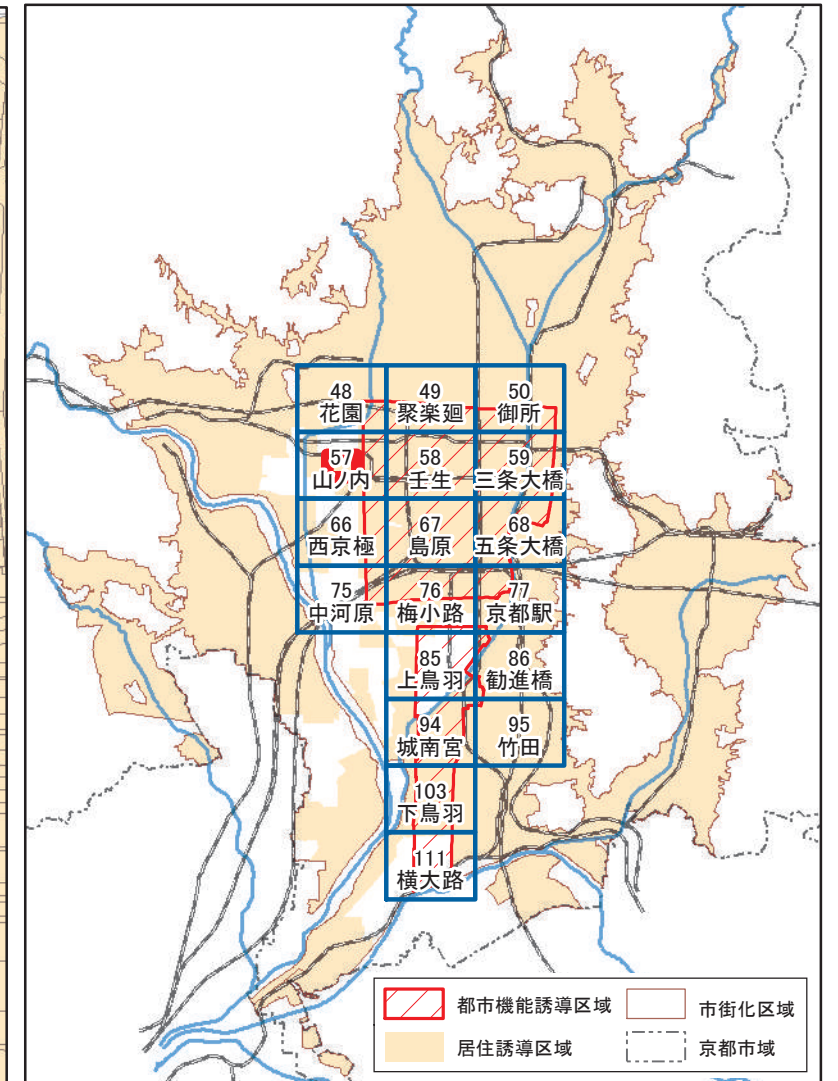 48
花園
49
聚楽廻
50
御所
57
山ノ内
58
壬生
59
三条大橋
66
西京極
67
島原
68
五条大橋
75
中河原
76
梅小路
77
京都駅
85
上鳥羽
86
勧進橋
94
城南宮
95
竹田
103
下鳥羽
111
横大路
都市機能誘導区域
市街化区域
居住誘導区域
京都市域